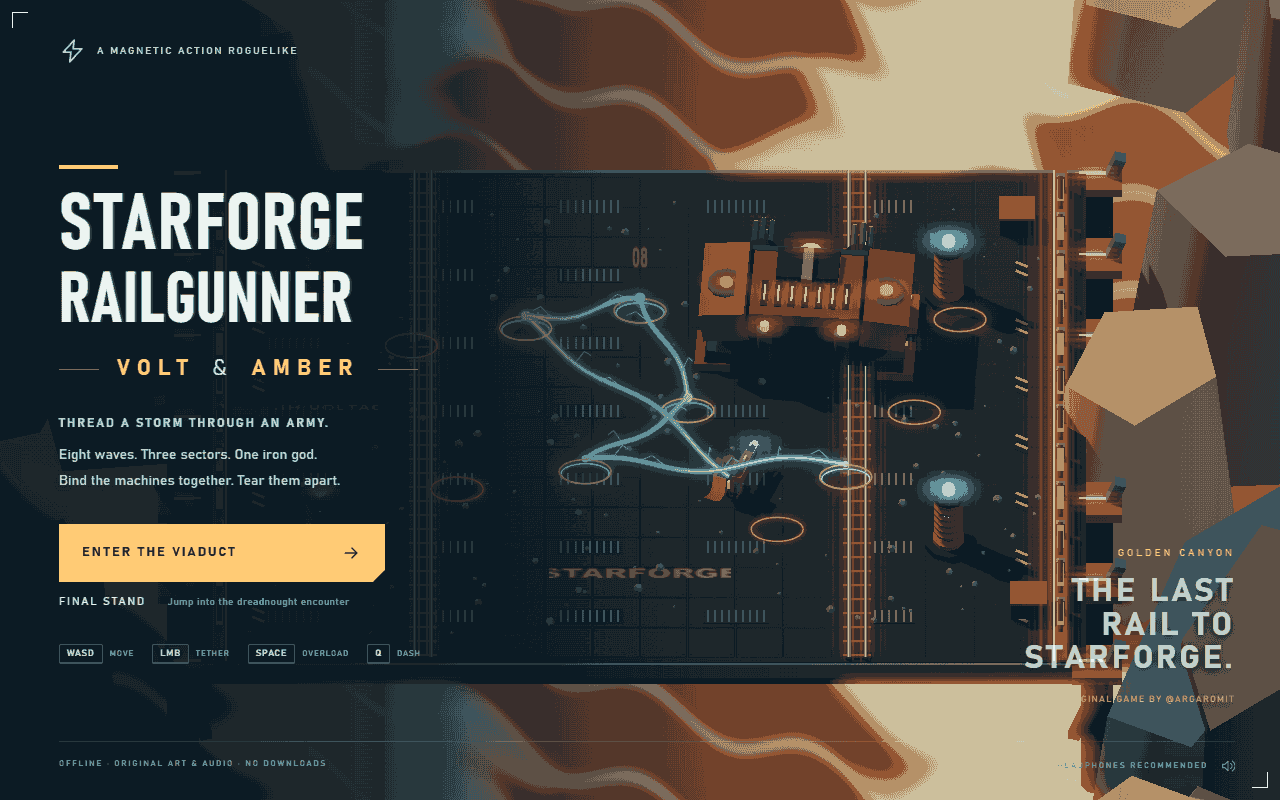 A MAGNETIC ACTION ROGUELIKE
STARFORGE
RAILGUNNER
VOLT & AMBER
THREAD A STORM THROUGH AN ARMY.
Eight waves. Three sectors. One iron god.
Bind the machines together. Tear them apart.
ENTER THE VIADUCT
FINAL STAND Jump into the dreadnought encounter
WASD MOVE LMB TETHER SPACE OVERLOAD Q DASH
OFFLINE · ORIGINAL ART & AUDIO · NO DOWNLOADS
08
STARFORGE
GOLDEN CANYON
THE LAST
RAIL TO
STARFORGE.
GAME BY @ARGAROMIT
RECOMMENDED